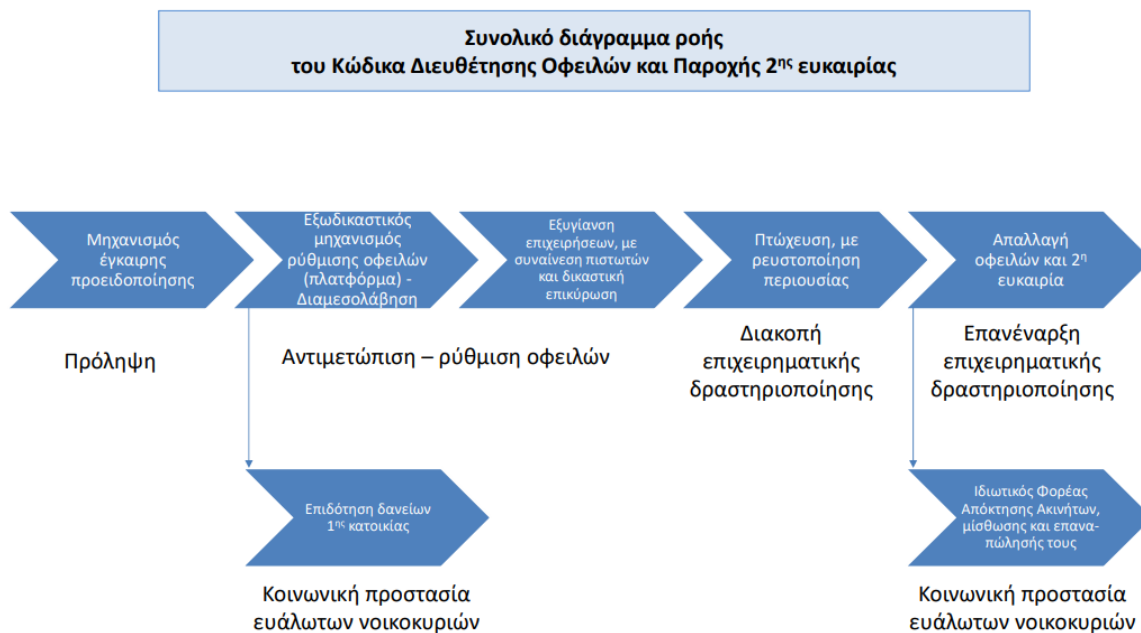 Συνολικό διάγραμμα ροής
του Κώδικα Διευθέτησης Οφειλών και Παροχής 2ης ευκαιρίας
Μηχανισμός
έγκαιρης
προειδοποίησης
Εξωδικαστικός
μηχανισμός
ρύθμισης οφειλών
(πλατφόρμα) -
Διαμεσολάβηση
Εξυγίανση
επιχειρήσεων, με
συναίνεση πιστωτών
και δικαστική
επικύρωση
Πτώχευση, με
ρευστοποίηση
περιουσίας
Απαλλαγή
οφειλών και 2η
ευκαιρία
Πρόληψη
Αντιμετώπιση – ρύθμιση οφειλών
Διακοπή
επιχειρηματικής
δραστηριοποίησης
Επανέναρξη
επιχειρηματικής
δραστηριοποίησης
Επιδότηση δανείων
1ης κατοικίας
Ιδιωτικός Φορέας
Απόκτησης Ακινήτων,
μίσθωσης και επανα-
πώλησής τους
Κοινωνική προστασία
ευάλωτων νοικοκυριών
Κοινωνική προστασία
ευάλωτων νοικοκυριών